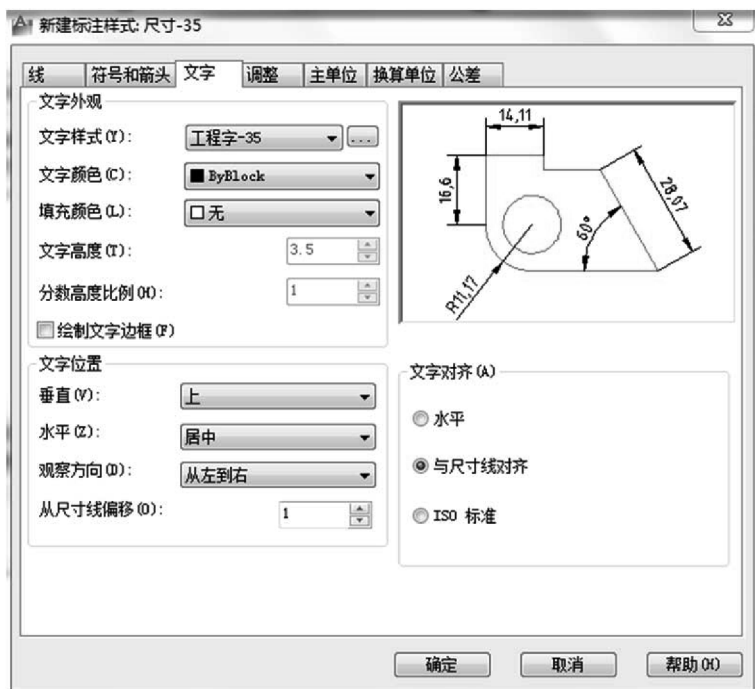 新建标注样式: 尺寸-35
线 符号和箭头 文字 调整 主单位 换算单位 公差
文字外观
文字样式(Y): 工程字-35 ...
文字颜色(C): ByBlock
填充颜色(L): 无
文字高度(T): 3.5
分数高度比例(H): 1
绘制文字边框(F)
14,11
16,6
28,07
60°
R11,17
文字位置
垂直(V): 上
水平(Z): 居中
观察方向(D): 从左到右
从尺寸线偏移(O): 1
文字对齐(A)
水平
与尺寸线对齐
ISO 标准
确定 取消 帮助(H)